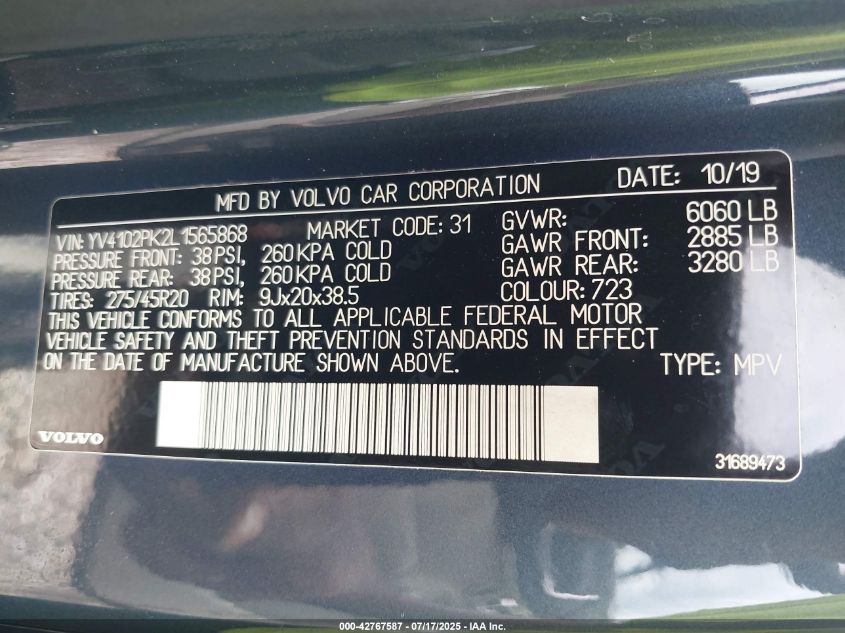 MFD BY VOLVO CAR CORPORATION DATE: 10/19
VIN: YV4102PK2L1565868 MARKET CODE: 31 GVWR: 6060 LB
PRESSURE FRONT: 38PSI, 260KPA COLD GAWR FRONT: 2885 LB
PRESSURE REAR: 38PSI, 260KPA COLD GAWR REAR: 3280 LB
TIRES: 275/45R20 RIM: 9Jx20x38.5 COLOUR: 723
THIS VEHICLE CONFORMS TO ALL APPLICABLE FEDERAL MOTOR
VEHICLE SAFETY AND THEFT PREVENTION STANDARDS IN EFFECT
ON THE DATE OF MANUFACTURE SHOWN ABOVE. TYPE: MPV
VOLVO
31689473
000-42767587 - 07/17/2025 - IAA Inc.